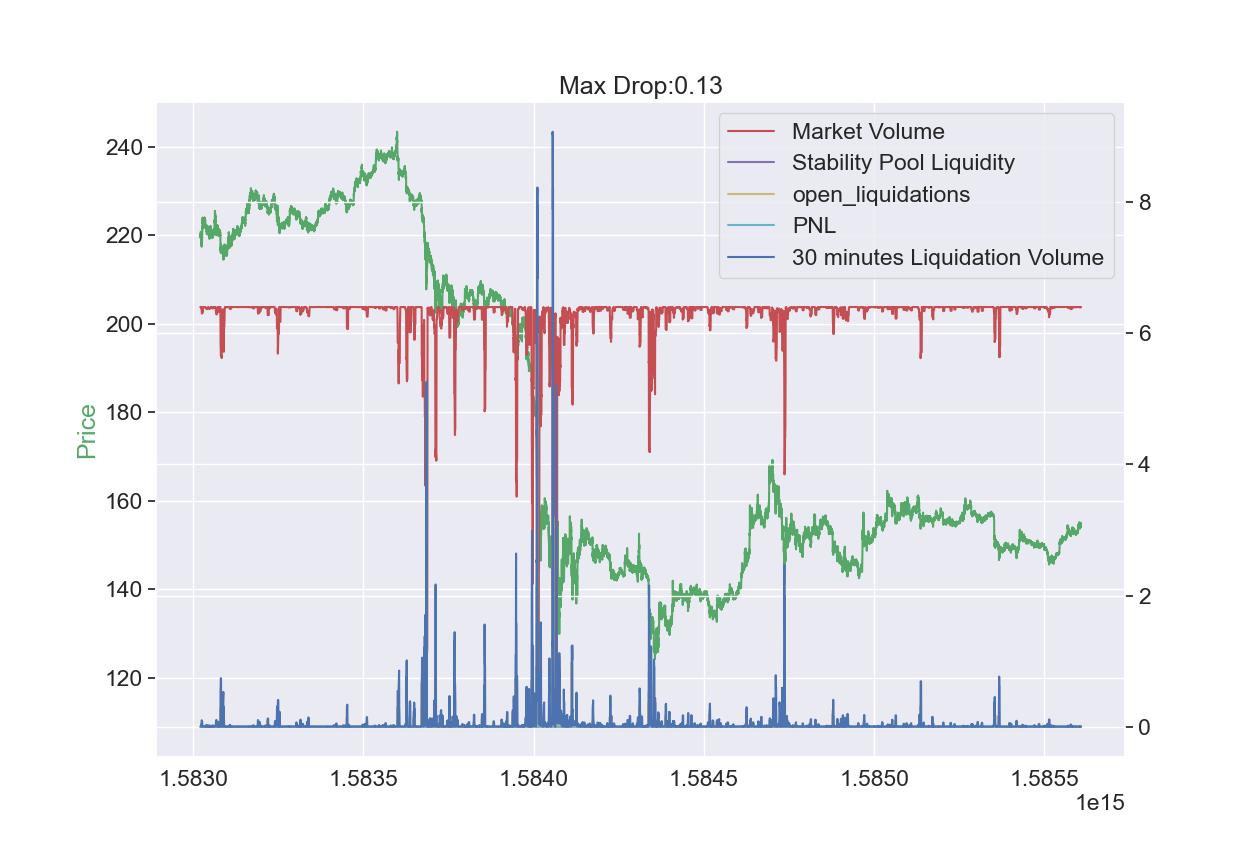 Max Drop:0.13
Market Volume
Stability Pool Liquidity
open_liquidations
PNL
30 minutes Liquidation Volume
Price
240
220
200
180
160
140
120
8
6
4
2
0
1.5830 1.5835 1.5840 1.5845 1.5850 1.5855
1e15